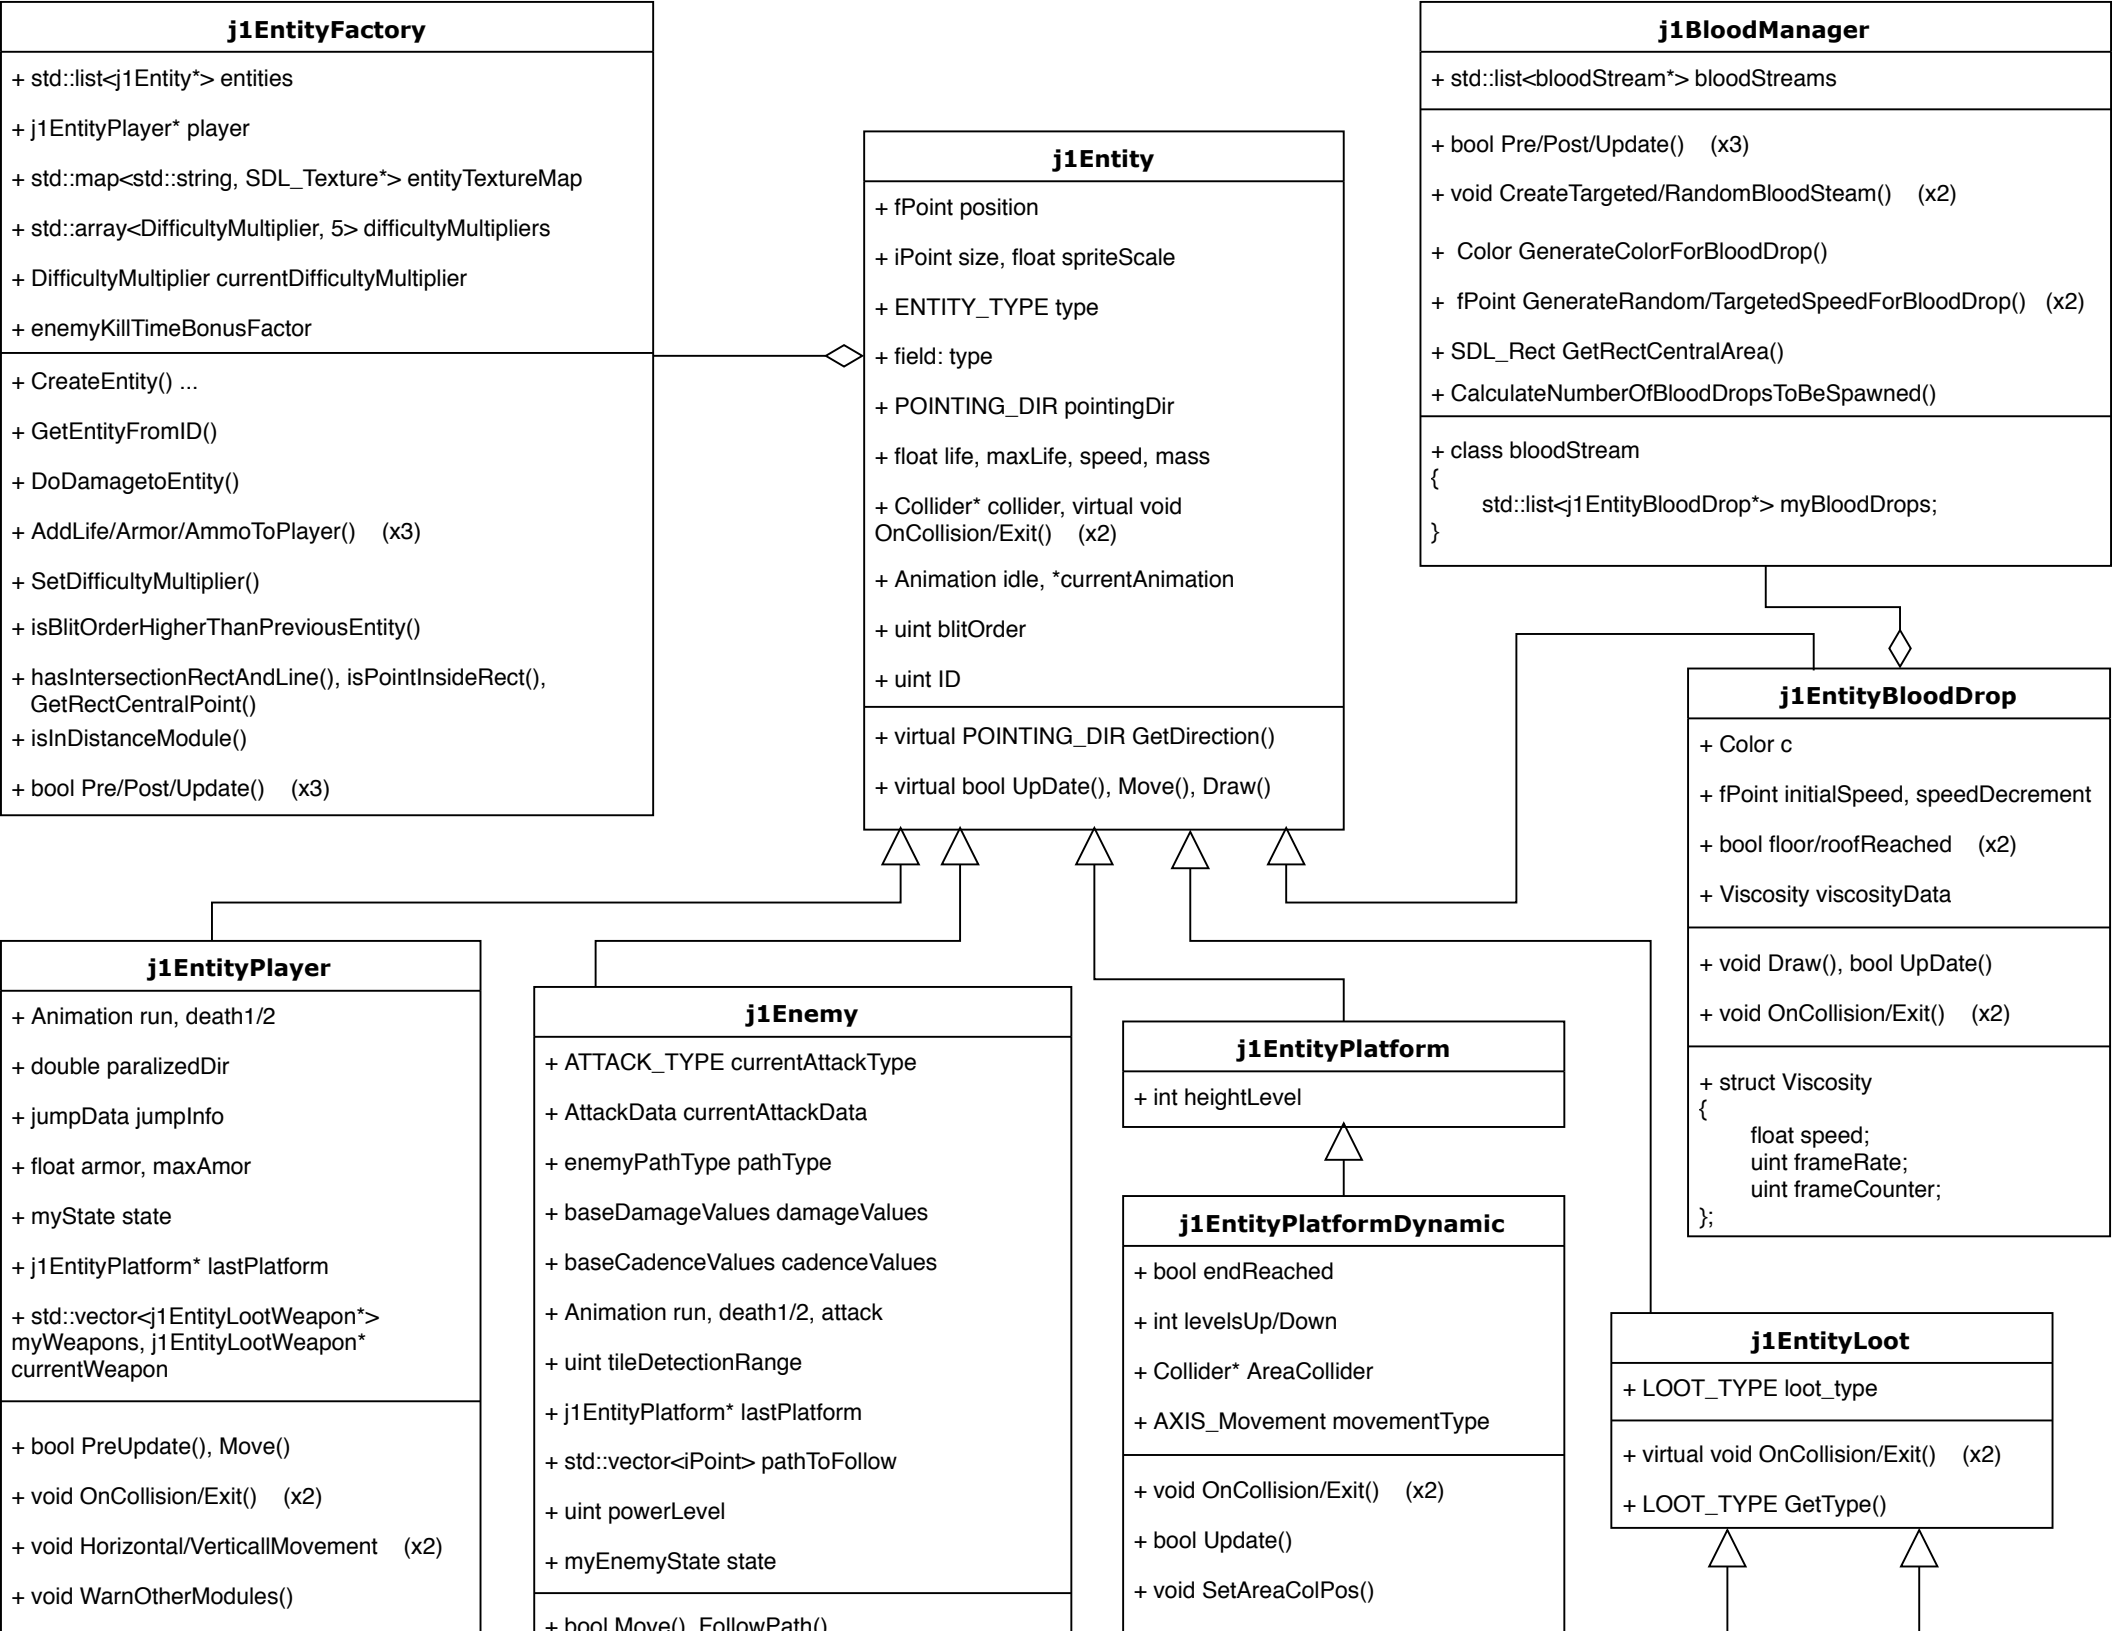 j1EntityFactory
+ std::list<j1Entity*> entities
+ j1EntityPlayer* player
+ std::map<std::string, SDL_Texture*> entityTextureMap
+ std::array<DifficultyMultiplier, 5> difficultyMultipliers
+ DifficultyMultiplier currentDifficultyMultiplier
+ enemyKillTimeBonusFactor
+ CreateEntity() ...
+ GetEntityFromID()
+ DoDamagetoEntity()
+ AddLife/Armor/AmmoToPlayer() (x3)
+ SetDifficultyMultiplier()
+ isBlitOrderHigherThanPreviousEntity()
+ hasIntersectionRectAndLine(), isPointInsideRect(),
GetRectCentralPoint()
+ isInDistanceModule()
+ bool Pre/Post/Update() (x3)
j1Entity
+ fPoint position
+ iPoint size, float spriteScale
+ ENTITY_TYPE type
+ field: type
+ POINTING_DIR pointingDir
+ float life, maxLife, speed, mass
+ Collider* collider, virtual void
OnCollision/Exit() (x2)
+ Animation idle, *currentAnimation
+ uint blitOrder
+ uint ID
+ virtual POINTING_DIR GetDirection()
+ virtual bool UpDate(), Move(), Draw()
j1BloodManager
+ std::list<bloodStream*> bloodStreams
+ bool Pre/Post/Update() (x3)
+ void CreateTargeted/RandomBloodSteam() (x2)
+ Color GenerateColorForBloodDrop()
+ fPoint GenerateRandom/TargetedSpeedForBloodDrop() (x2)
+ SDL_Rect GetRectCentralArea()
+ CalculateNumberOfBloodDropsToBeSpawned()
+ class bloodStream
{
std::list<j1EntityBloodDrop*> myBloodDrops;
}
j1EntityBloodDrop
+ Color c
+ fPoint initialSpeed, speedDecrement
+ bool floor/roofReached (x2)
+ Viscosity viscosityData
+ void Draw(), bool UpDate()
+ void OnCollision/Exit() (x2)
+ struct Viscosity
{
float speed;
uint frameRate;
uint frameCounter;
};
j1EntityPlayer
+ Animation run, death1/2
+ double paralizedDir
+ jumpData jumpInfo
+ float armor, maxAmor
+ myState state
+ j1EntityPlatform* lastPlatform
+ std::vector<j1EntityLootWeapon*>
myWeapons, j1EntityLootWeapon*
currentWeapon
+ bool PreUpdate(), Move()
+ void OnCollision/Exit() (x2)
+ void Horizontal/VerticallMovement (x2)
+ void WarnOtherModules()
j1Enemy
+ ATTACK_TYPE currentAttackType
+ AttackData currentAttackData
+ enemyPathType pathType
+ baseDamageValues damageValues
+ baseCadenceValues cadenceValues
+ Animation run, death1/2, attack
+ uint tileDetectionRange
+ j1EntityPlatform* lastPlatform
+ std::vector<iPoint> pathToFollow
+ uint powerLevel
+ myEnemyState state
+ bool Move(), FollowPath()
j1EntityPlatform
+ int heightLevel
j1EntityPlatformDynamic
+ bool endReached
+ int levelsUp/Down
+ Collider* AreaCollider
+ AXIS_Movement movementType
+ void OnCollision/Exit() (x2)
+ bool Update()
+ void SetAreaColPos()
j1EntityLoot
+ LOOT_TYPE loot_type
+ virtual void OnCollision/Exit() (x2)
+ LOOT_TYPE GetType()